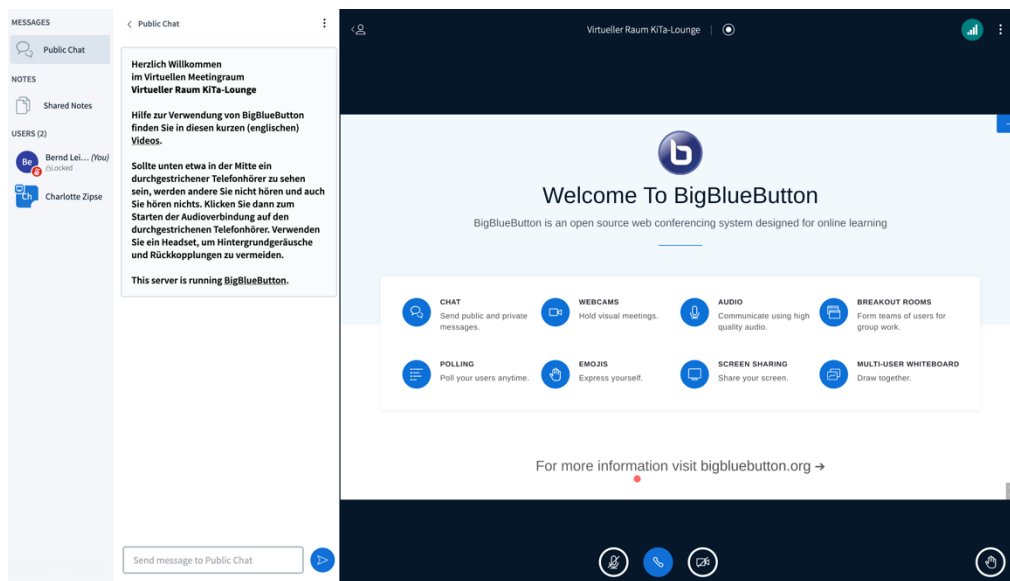 MESSAGES
Public Chat
NOTES
Shared Notes
USERS (2)
Be
Bernd Lei... (You)
Locked
Ch
Charlotte Zipse
Public Chat
Herzlich Willkommen
im Virtuellen Meetingraum
Virtueller Raum KiTa-Lounge
Hilfe zur Verwendung von BigBlueButton
finden Sie in diesen kurzen (englischen)
Videos.
Sollte unten etwa in der Mitte ein
durchgestrichener Telefonhörer zu sehen
sein, werden andere Sie nicht hören und auch
Sie hören nichts. Klicken Sie dann zum
Starten der Audioverbindung auf den
durchgestrichenen Telefonhörer. Verwenden
Sie ein Headset, um Hintergrundgeräusche
und Rückkopplungen zu vermeiden.
This server is running BigBlueButton.
Send message to Public Chat
Virtueller Raum KiTa-Lounge
b
Welcome To BigBlueButton
BigBlueButton is an open source web conferencing system designed for online learning
CHAT
Send public and private
messages.
WEBCAMS
Hold visual meetings.
AUDIO
Communicate using high
quality audio.
BREAKOUT ROOMS
Form teams of users for
group work.
POLLING
Poll your users anytime.
EMOJIS
Express yourself.
SCREEN SHARING
Share your screen.
MULTI-USER WHITEBOARD
Draw together.
For more information visit bigbluebutton.org →